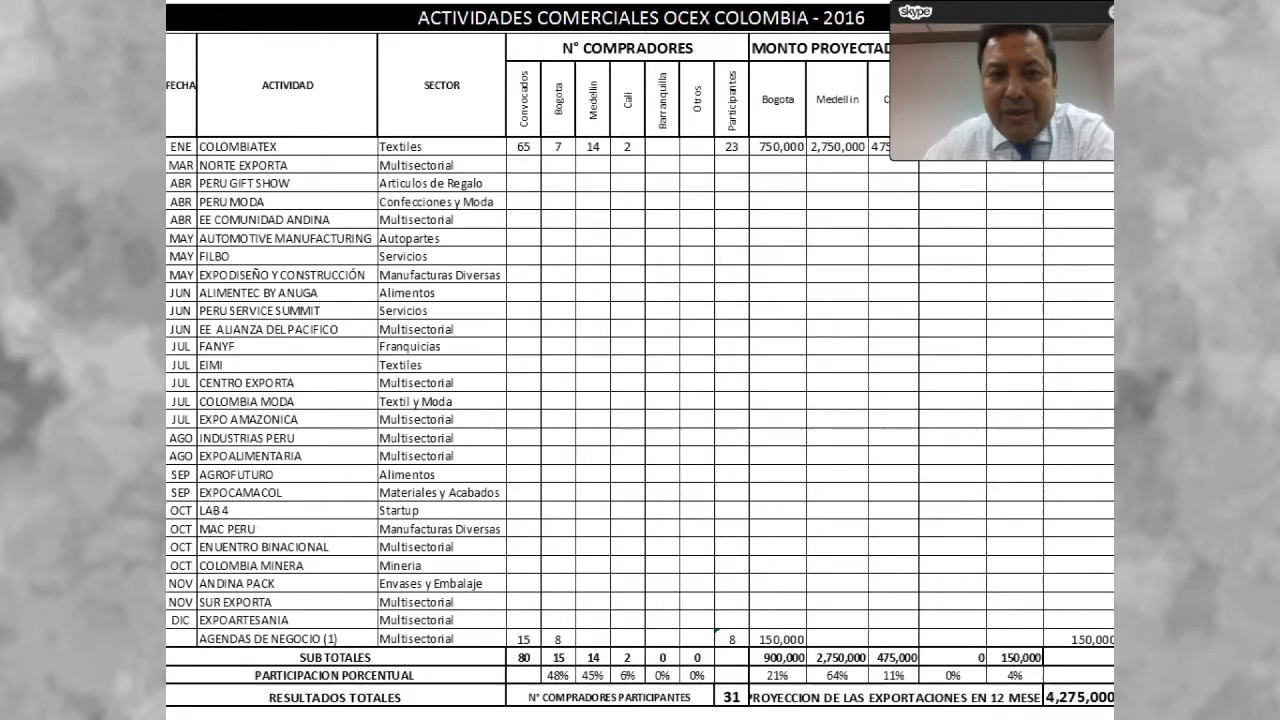 ACTIVIDADES COMERCIALES OCEX COLOMBIA - 2016
skype
FECHA ACTIVIDAD SECTOR N° COMPRADORES MONTO PROYECTAD
Convocados Bogota Medellin Cali Barranquilla Otros Participantes Bogota Medellin C
ENE COLOMBIATEX Textiles 65 7 14 2 23 750,000 2,750,000 475
MAR NORTE EXPORTA Multisectorial
ABR PERU GIFT SHOW Articulos de Regalo
ABR PERU MODA Confecciones y Moda
ABR EE COMUNIDAD ANDINA Multisectorial
MAY AUTOMOTIVE MANUFACTURING Autopartes
MAY FILBO Servicios
MAY EXPODISEÑO Y CONSTRUCCIÓN Manufacturas Diversas
JUN ALIMENTEC BY ANUGA Alimentos
JUN PERU SERVICE SUMMIT Servicios
JUN EE ALIANZA DEL PACIFICO Multisectorial
JUL FANYF Franquicias
JUL EIMI Textiles
JUL CENTRO EXPORTA Multisectorial
JUL COLOMBIA MODA Textil y Moda
JUL EXPO AMAZONICA Multisectorial
AGO INDUSTRIAS PERU Multisectorial
AGO EXPOALIMENTARIA Multisectorial
SEP AGROFUTURO Alimentos
SEP EXPOCAMACOL Materiales y Acabados
OCT LAB 4 Startup
OCT MAC PERU Manufacturas Diversas
OCT ENUENTRO BINACIONAL Multisectorial
OCT COLOMBIA MINERA Mineria
NOV ANDINA PACK Envases y Embalaje
NOV SUR EXPORTA Multisectorial
DIC EXPOARTESANIA Multisectorial
AGENDAS DE NEGOCIO (1) Multisectorial 15 8 8 150,000 150,000
SUB TOTALES 80 15 14 2 0 0 900,000 2,750,000 475,000 0 150,000
PARTICIPACION PORCENTUAL 48% 45% 6% 0% 0% 21% 64% 11% 0% 4%
RESULTADOS TOTALES N° COMPRADORES PARTICIPANTES 31 PROYECCION DE LAS EXPORTACIONES EN 12 MESE 4,275,000